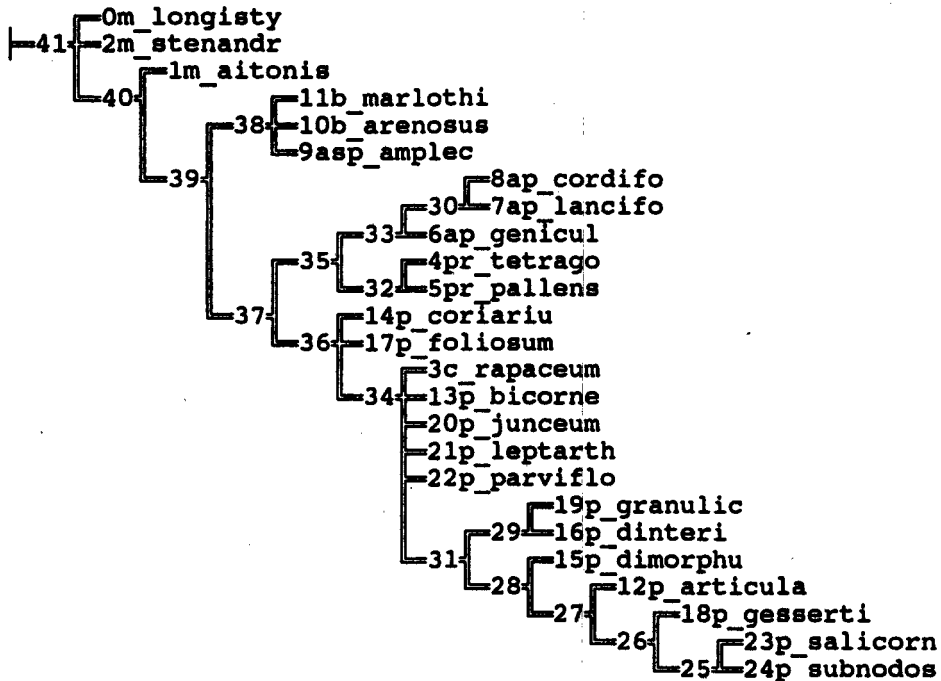 0m_longisty
41 2m_stenandr
1m_aitonis
40
11b_marlothi
38 10b_arenosus
9asp_amplec
39 8ap_cordifo
30 7ap_lancifo
33 6ap_genicul
35 4pr_tetrago
32 5pr_pallens
37 14p_coriariu
36 17p_foliosum
3c_rapaceum
34 13p_bicorne
20p_junceum
21p_leptarth
22p_parviflo
19p_granulic
29 16p_dinteri
31 15p_dimorphu
28 12p_articula
27 18p_gesserti
26 23p_salicorn
25 24p_subnodos